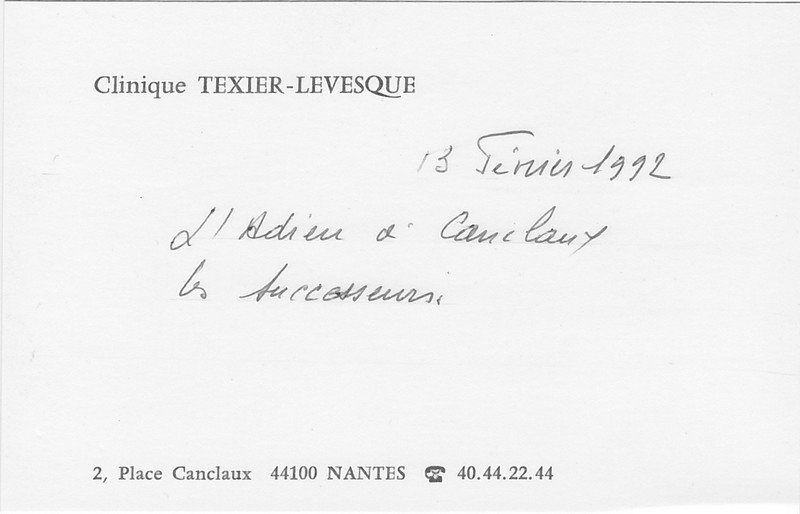 Clinique TEXIER-LEVESQUE
13 Février 1992
L'Adieu à Canclaux
les successeurs.
2, Place Canclaux 44100 NANTES ☎ 40.44.22.44